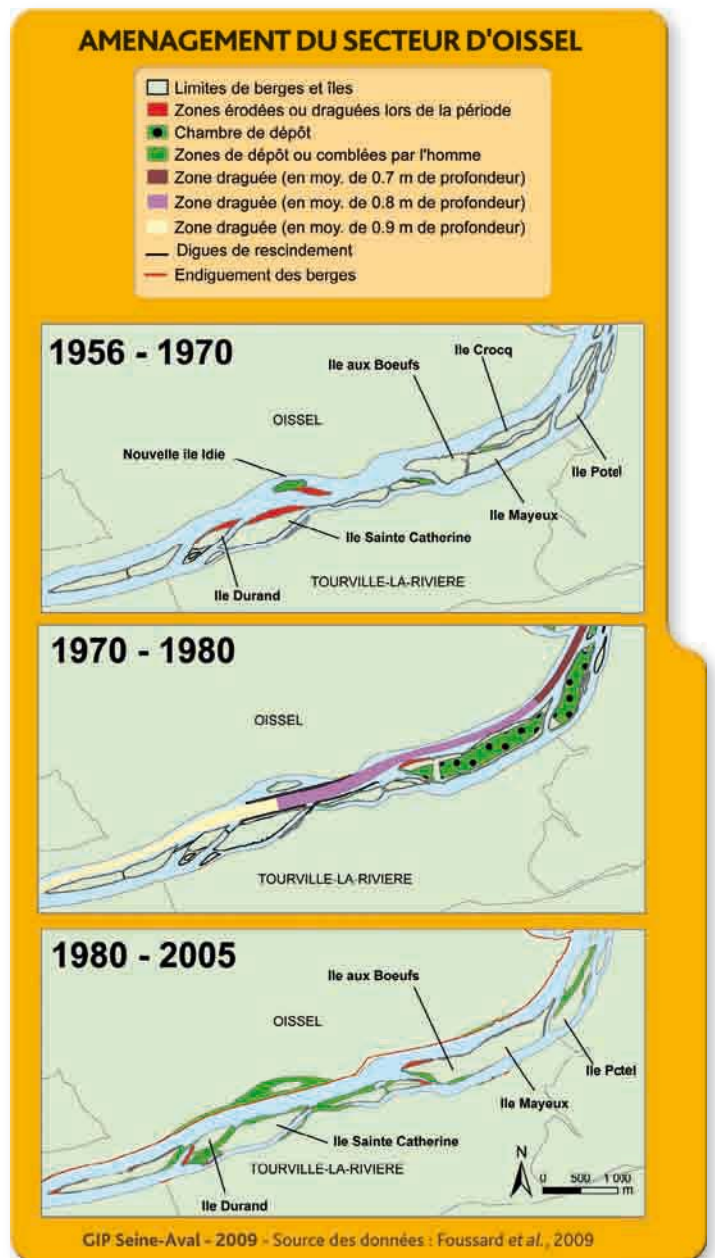 AMENAGEMENT DU SECTEUR D'OISSEL
Limites de berges et îles
Zones érodées ou draguées lors de la période
Chambre de dépôt
Zones de dépôt ou comblées par l'homme
Zone draguée (en moy. de 0.7 m de profondeur)
Zone draguée (en moy. de 0.8 m de profondeur)
Zone draguée (en moy. de 0.9 m de profondeur)
Digues de rescindement
Endiguement des berges
1956 - 1970
Ile Crocq
Ile aux Boeufs
OISSEL
Nouvelle île Idie
Ile Potel
Ile Mayeux
Ile Sainte Catherine
Ile Durand
TOURVILLE-LA-RIVIERE
1970 - 1980
OISSEL
TOURVILLE-LA-RIVIERE
1980 - 2005
Ile aux Boeufs
OISSEL
Ile Potel
Ile Mayeux
Ile Sainte Catherine
TOURVILLE-LA-RIVIERE
Ile Durand
N
0 500 1 000
m
GIP Seine-Aval - 2009 - Source des données : Foussard et al., 2009